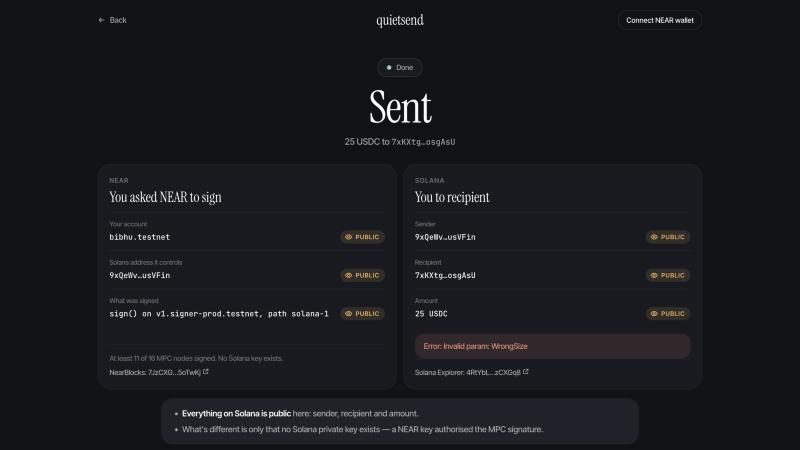 ← Back
quietsend
Connect NEAR wallet
Done
Sent
25 USDC to 7xKXtg…osgAsU
NEAR
You asked NEAR to sign
Your account
bibhu.testnet
PUBLIC
Solana address it controls
9xQeWv…usVFin
PUBLIC
What was signed
sign() on v1.signer-prod.testnet, path solana-1
PUBLIC
At least 11 of 16 MPC nodes signed. No Solana key exists.
NearBlocks: 7JzCXG…5oTwKj
SOLANA
You to recipient
Sender
9xQeWv…usVFin
PUBLIC
Recipient
7xKXtg…osgAsU
PUBLIC
Amount
25 USDC
PUBLIC
Error: Invalid param: WrongSize
Solana Explorer: 4RtYbL…zCXGq8
• Everything on Solana is public here: sender, recipient and amount.
• What's different is only that no Solana private key exists — a NEAR key authorised the MPC signature.